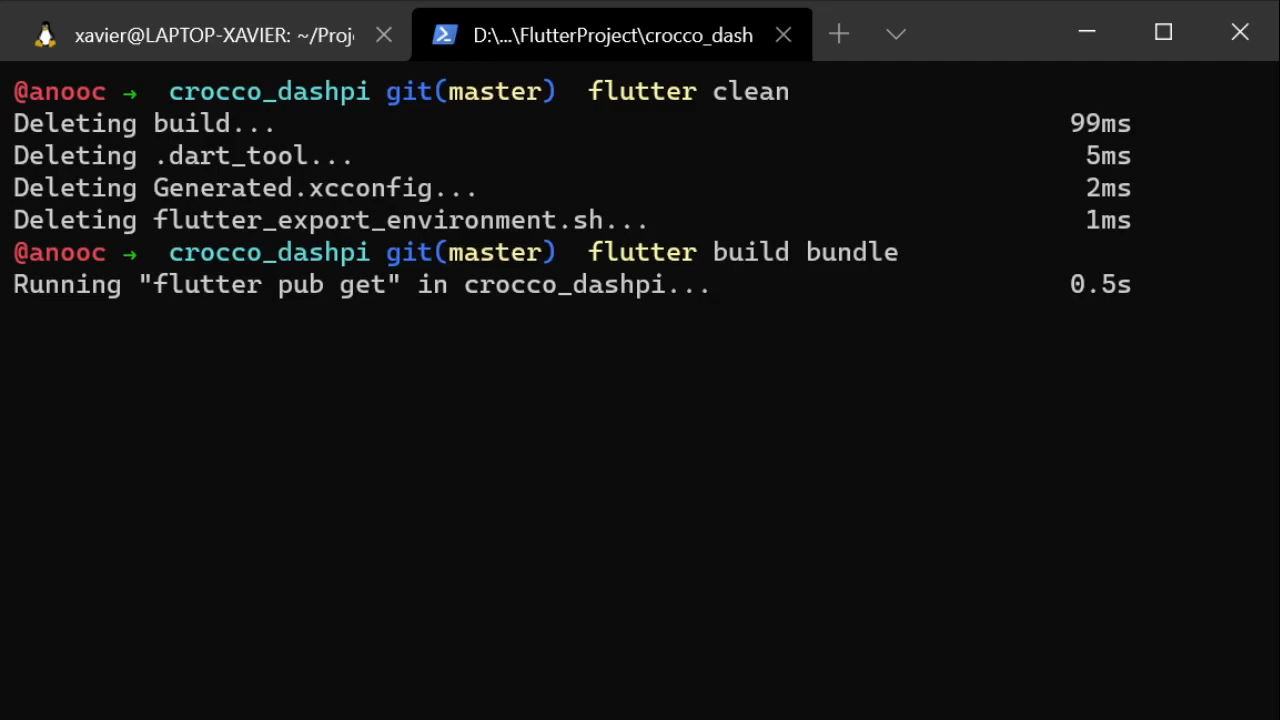 xavier@LAPTOP-XAVIER: ~/Proj
D:\...\FlutterProject\crocco_dash
@anooc → crocco_dashpi git(master) flutter clean
Deleting build... 99ms
Deleting .dart_tool... 5ms
Deleting Generated.xcconfig... 2ms
Deleting flutter_export_environment.sh... 1ms
@anooc → crocco_dashpi git(master) flutter build bundle
Running "flutter pub get" in crocco_dashpi... 0.5s